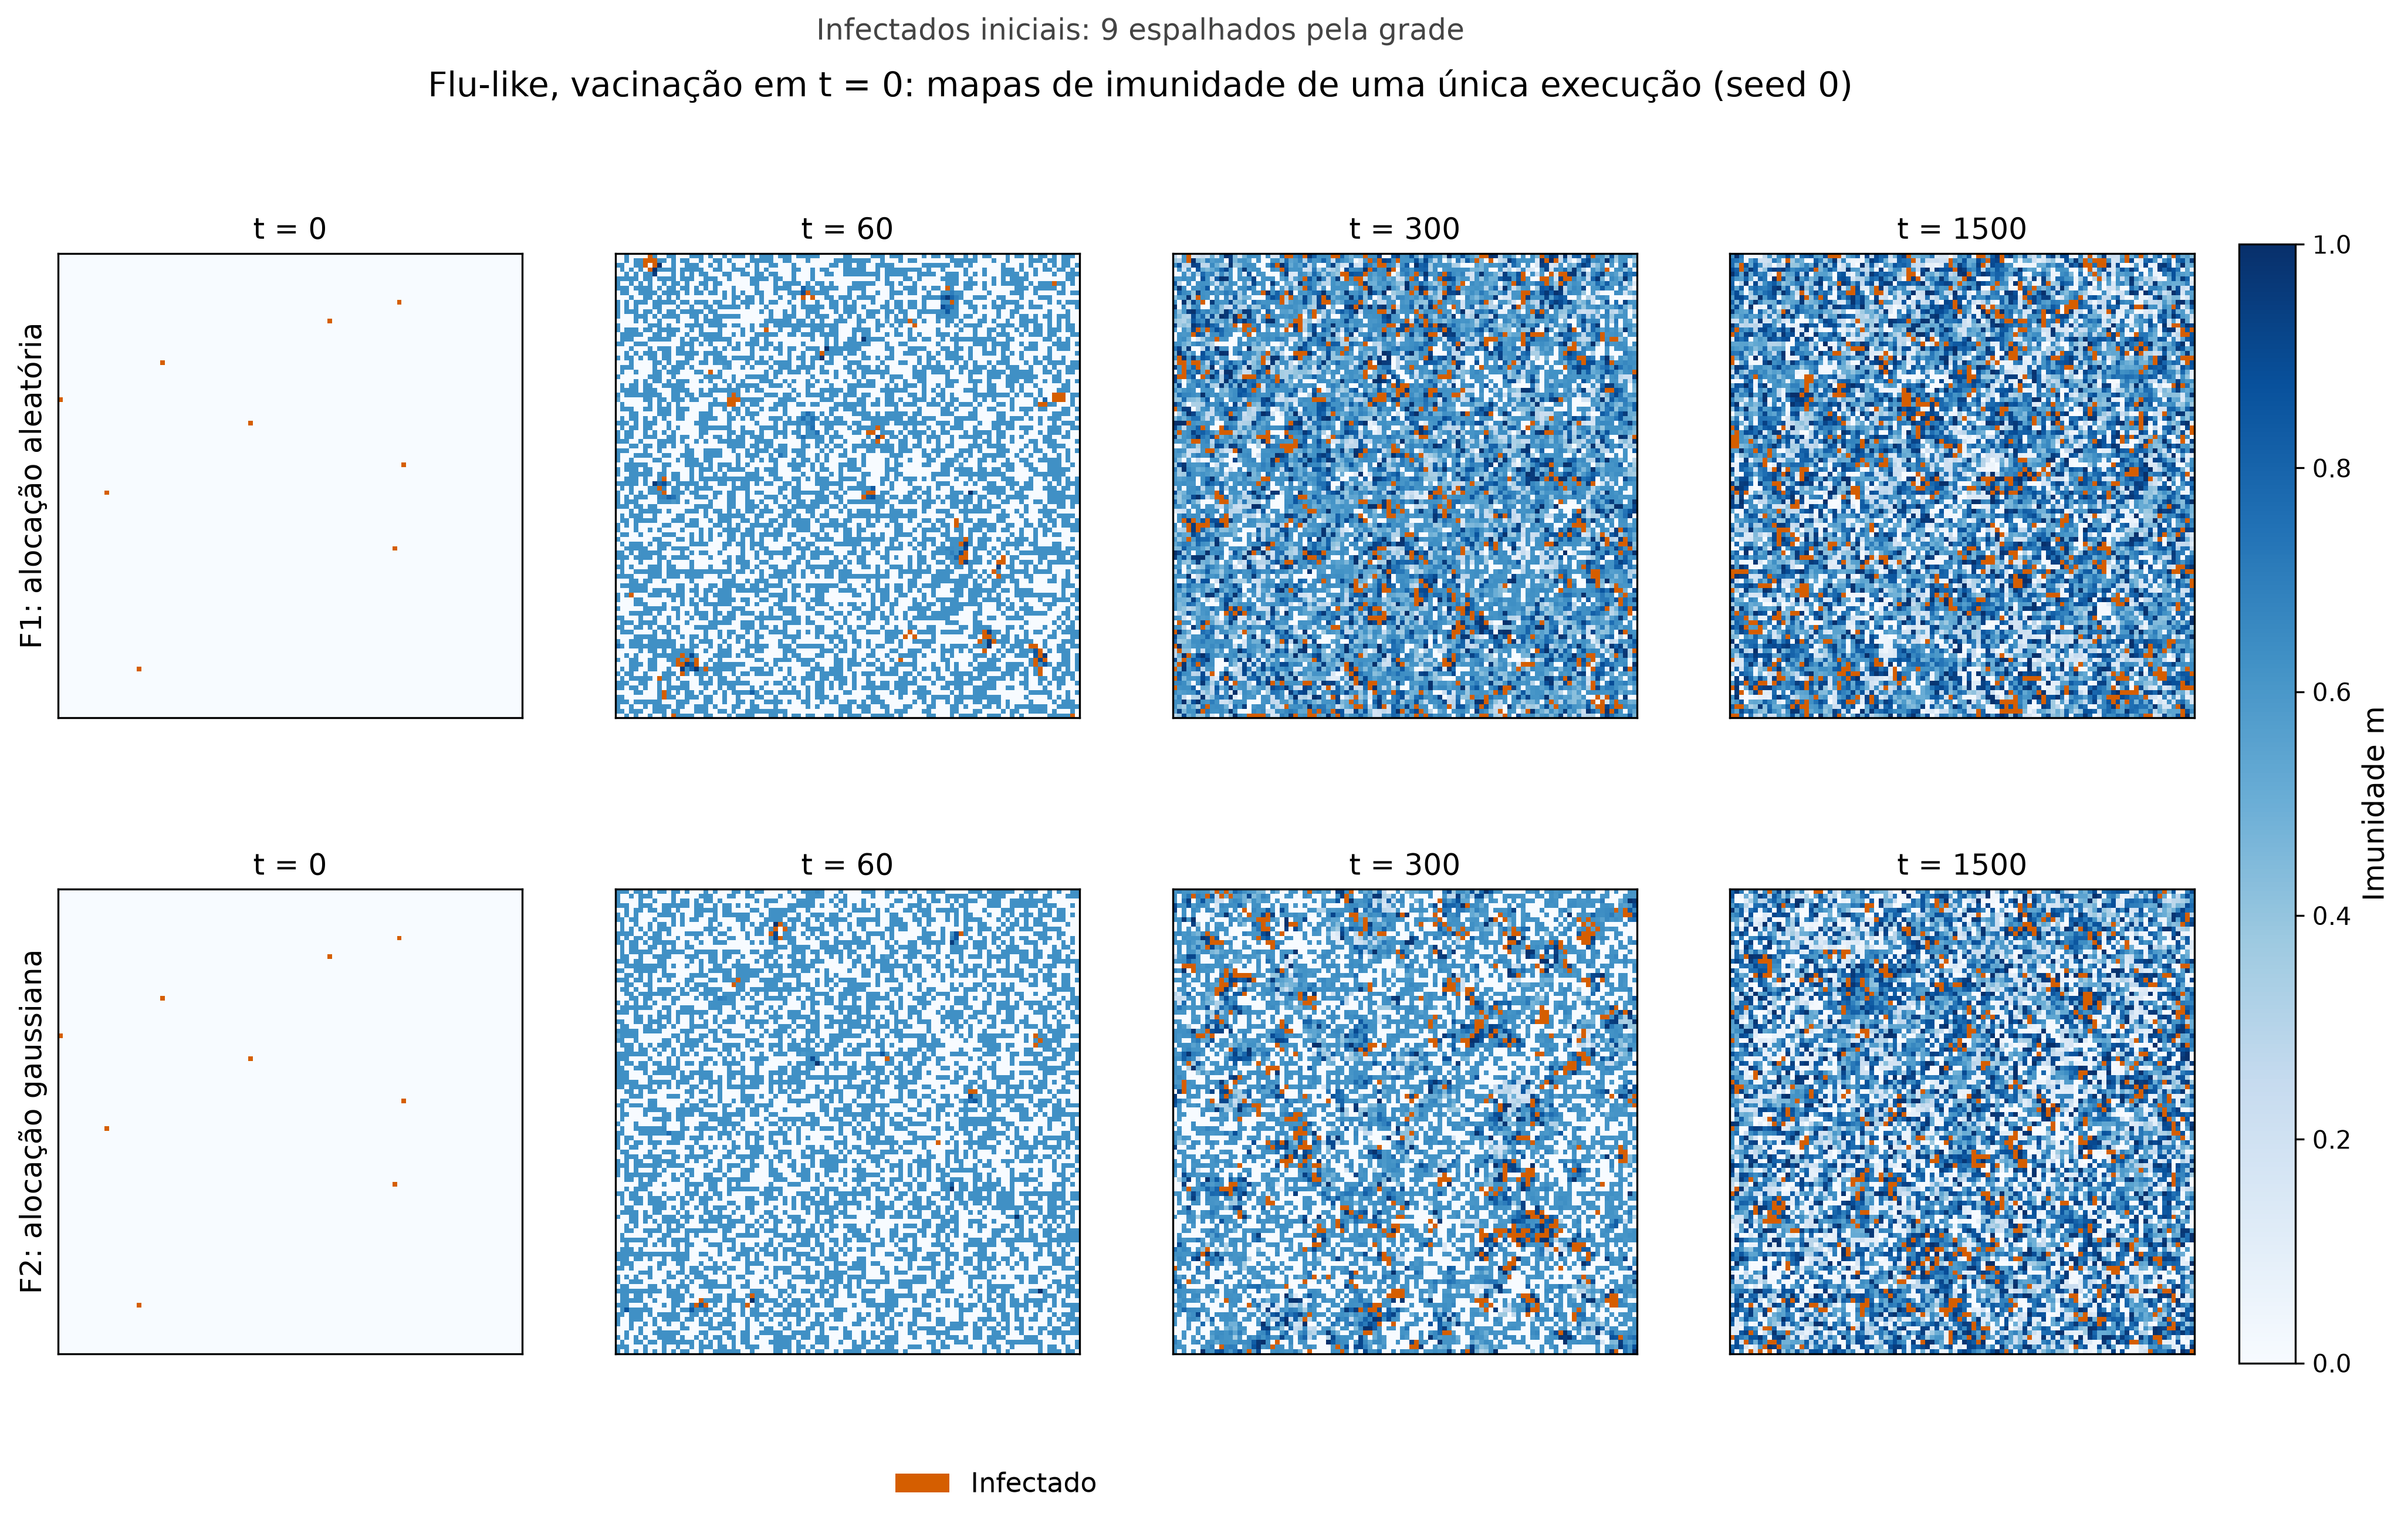 Infectados iniciais: 9 espalhados pela grade
Flu-like, vacinação em t = 0: mapas de imunidade de uma única execução (seed 0)
t = 0
t = 60
t = 300
t = 1500
F1: alocação aleatória
t = 0
t = 60
t = 300
t = 1500
F2: alocação gaussiana
1.0
0.8
0.6
0.4
0.2
0.0
Imunidade m
Infectado